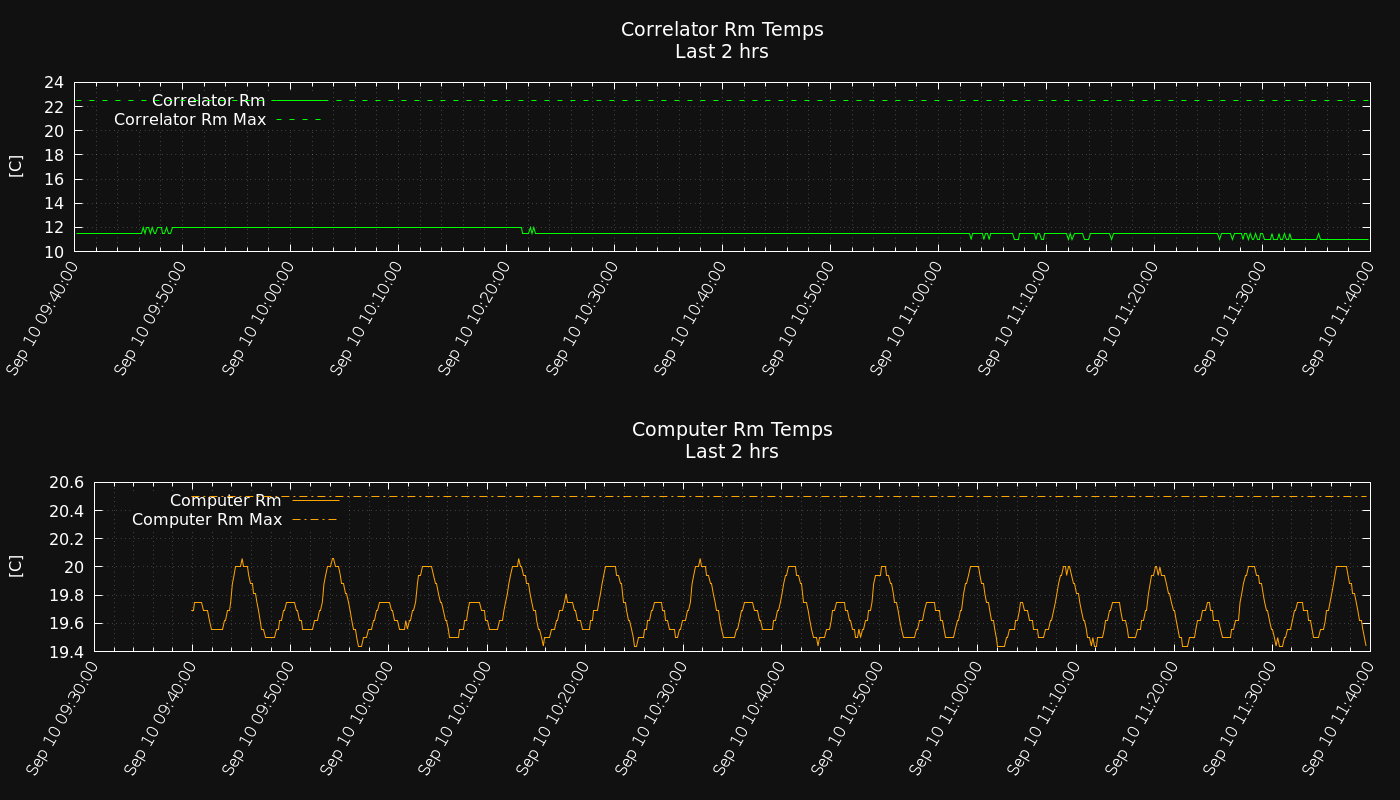 Correlator Rm Temps
Last 2 hrs
24
22
20
18
16
14
12
10
[C]
Correlator Rm
Correlator Rm Max
Sep 10 09:40:00
Sep 10 09:50:00
Sep 10 10:00:00
Sep 10 10:10:00
Sep 10 10:20:00
Sep 10 10:30:00
Sep 10 10:40:00
Sep 10 10:50:00
Sep 10 11:00:00
Sep 10 11:10:00
Sep 10 11:20:00
Sep 10 11:30:00
Sep 10 11:40:00
Computer Rm Temps
Last 2 hrs
20.6
20.4
20.2
20
19.8
19.6
19.4
[C]
Computer Rm
Computer Rm Max
Sep 10 09:30:00
Sep 10 09:40:00
Sep 10 09:50:00
Sep 10 10:00:00
Sep 10 10:10:00
Sep 10 10:20:00
Sep 10 10:30:00
Sep 10 10:40:00
Sep 10 10:50:00
Sep 10 11:00:00
Sep 10 11:10:00
Sep 10 11:20:00
Sep 10 11:30:00
Sep 10 11:40:00